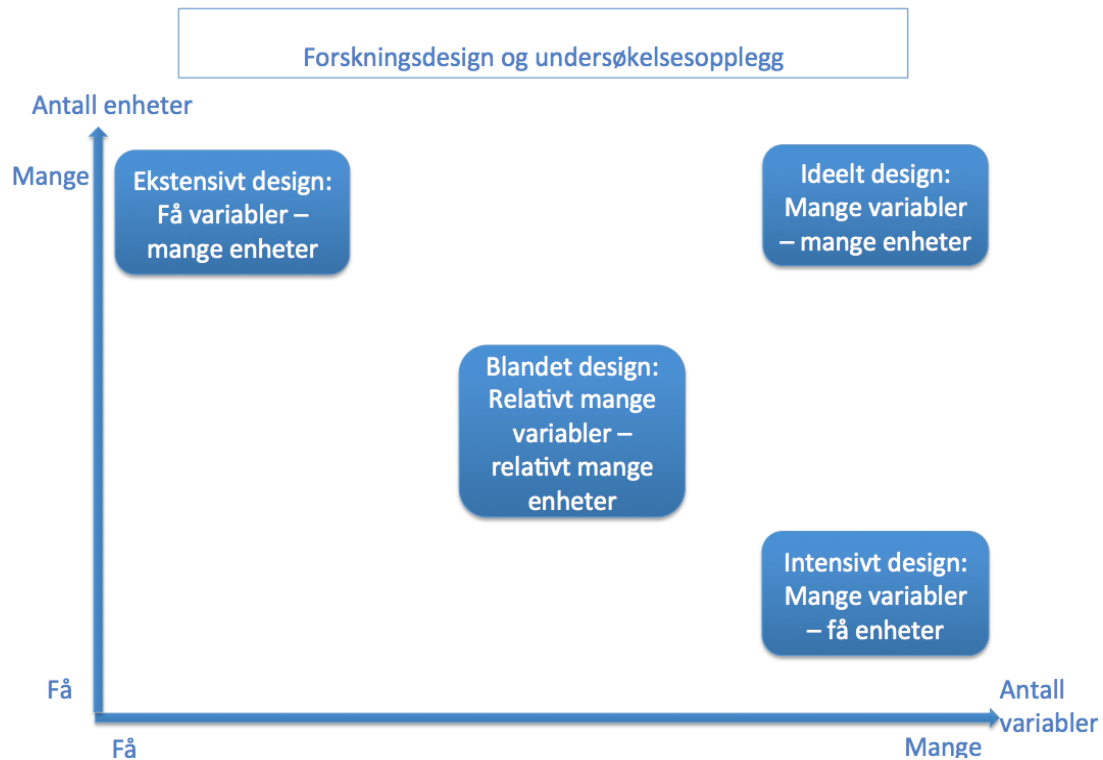 Forskningsdesign og undersøkelsesopplegg
Antall enheter
Mange
Ekstensivt design:
Få variabler –
mange enheter
Ideelt design:
Mange variabler
– mange enheter
Blandet design:
Relativt mange
variabler –
relativt mange
enheter
Intensivt design:
Mange variabler
– få enheter
Få
Antall
variabler
Få
Mange